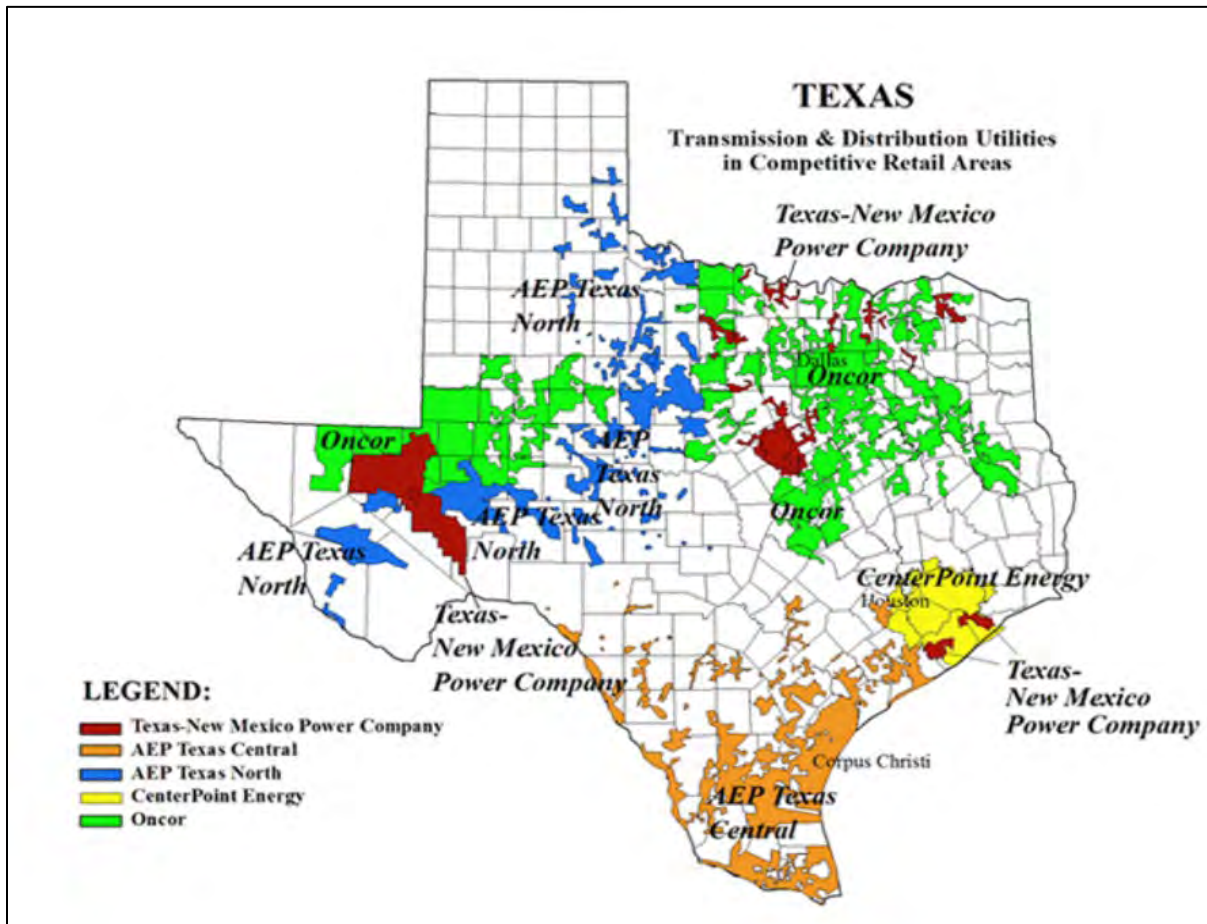 TEXAS
Transmission & Distribution Utilities
in Competitive Retail Areas
Texas-New Mexico
Power Company
AEP Texas
North
Dallas
Oncor
Oncor
AEP
Texas
North
Oncor
AEP Texas
North
AEP Texas
North
CenterPoint Energy
Houston
Texas-
New Mexico
Power Company
Texas-
New Mexico
Power Company
Corpus Christi
AEP Texas
Central
LEGEND:
Texas-New Mexico Power Company
AEP Texas Central
AEP Texas North
CenterPoint Energy
Oncor